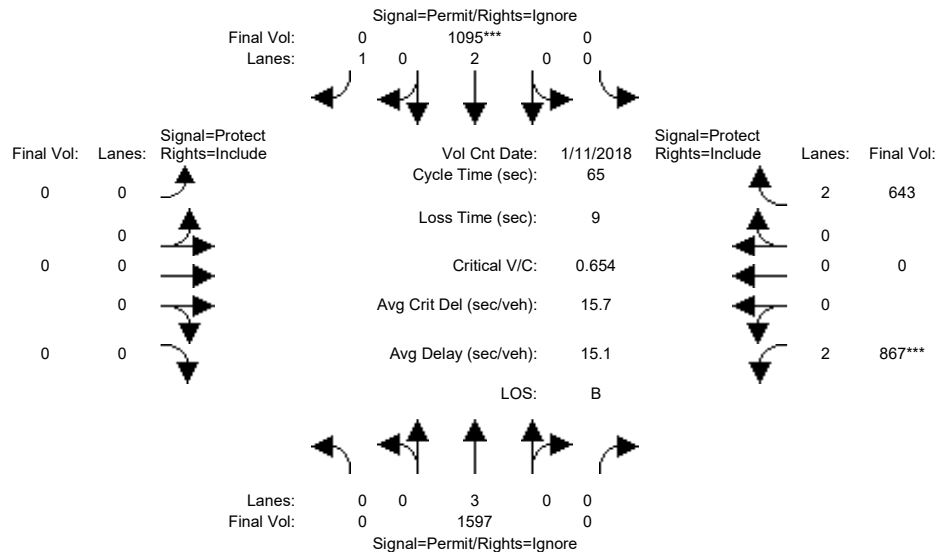 Signal=Permit/Rights=Ignore
Final Vol: 0 1095*** 0
Lanes: 1 0 2 0 0
Signal=Protect Signal=Protect
Final Vol: Lanes: Rights=Include Vol Cnt Date: 1/11/2018 Rights=Include Lanes: Final Vol:
Cycle Time (sec): 65
0 0 2 643
Loss Time (sec): 9
0 0
0 0 Critical V/C: 0.654 0 0
0 Avg Crit Del (sec/veh): 15.7 0
0 0 Avg Delay (sec/veh): 15.1 2 867***
LOS: B
Lanes: 0 0 3 0 0
Final Vol: 0 1597 0
Signal=Permit/Rights=Ignore